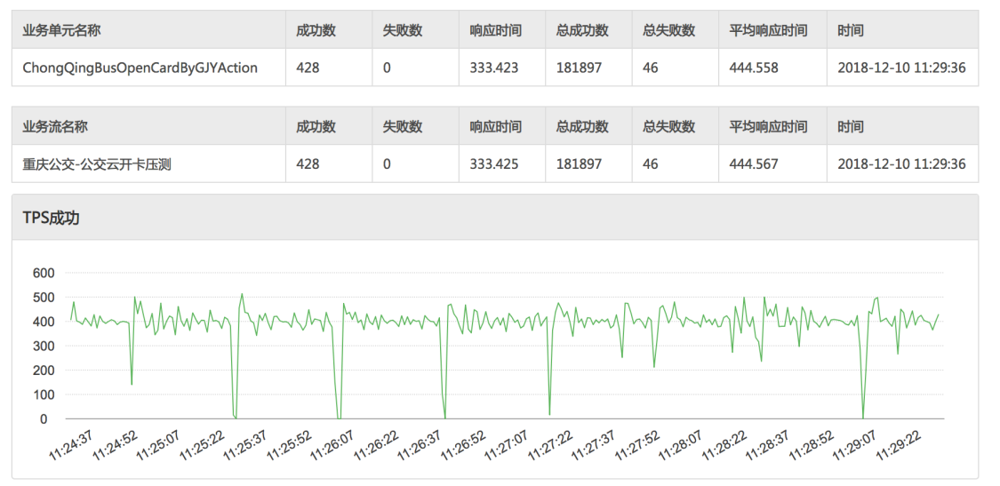 业务单元名称 成功数 失败数 响应时间 总成功数 总失败数 平均响应时间 时间
ChongQingBusOpenCardByGJYAction 428 0 333.423 181897 46 444.558 2018-12-10 11:29:36
业务流名称 成功数 失败数 响应时间 总成功数 总失败数 平均响应时间 时间
重庆公交-公交云开卡压测 428 0 333.425 181897 46 444.567 2018-12-10 11:29:36
TPS成功
600
500
400
300
200
100
0
11:24:37 11:24:52 11:25:07 11:25:22 11:25:37 11:25:52 11:26:07 11:26:22 11:26:37 11:26:52 11:27:07 11:27:22 11:27:37 11:27:52 11:28:07 11:28:22 11:28:37 11:28:52 11:29:07 11:29:22